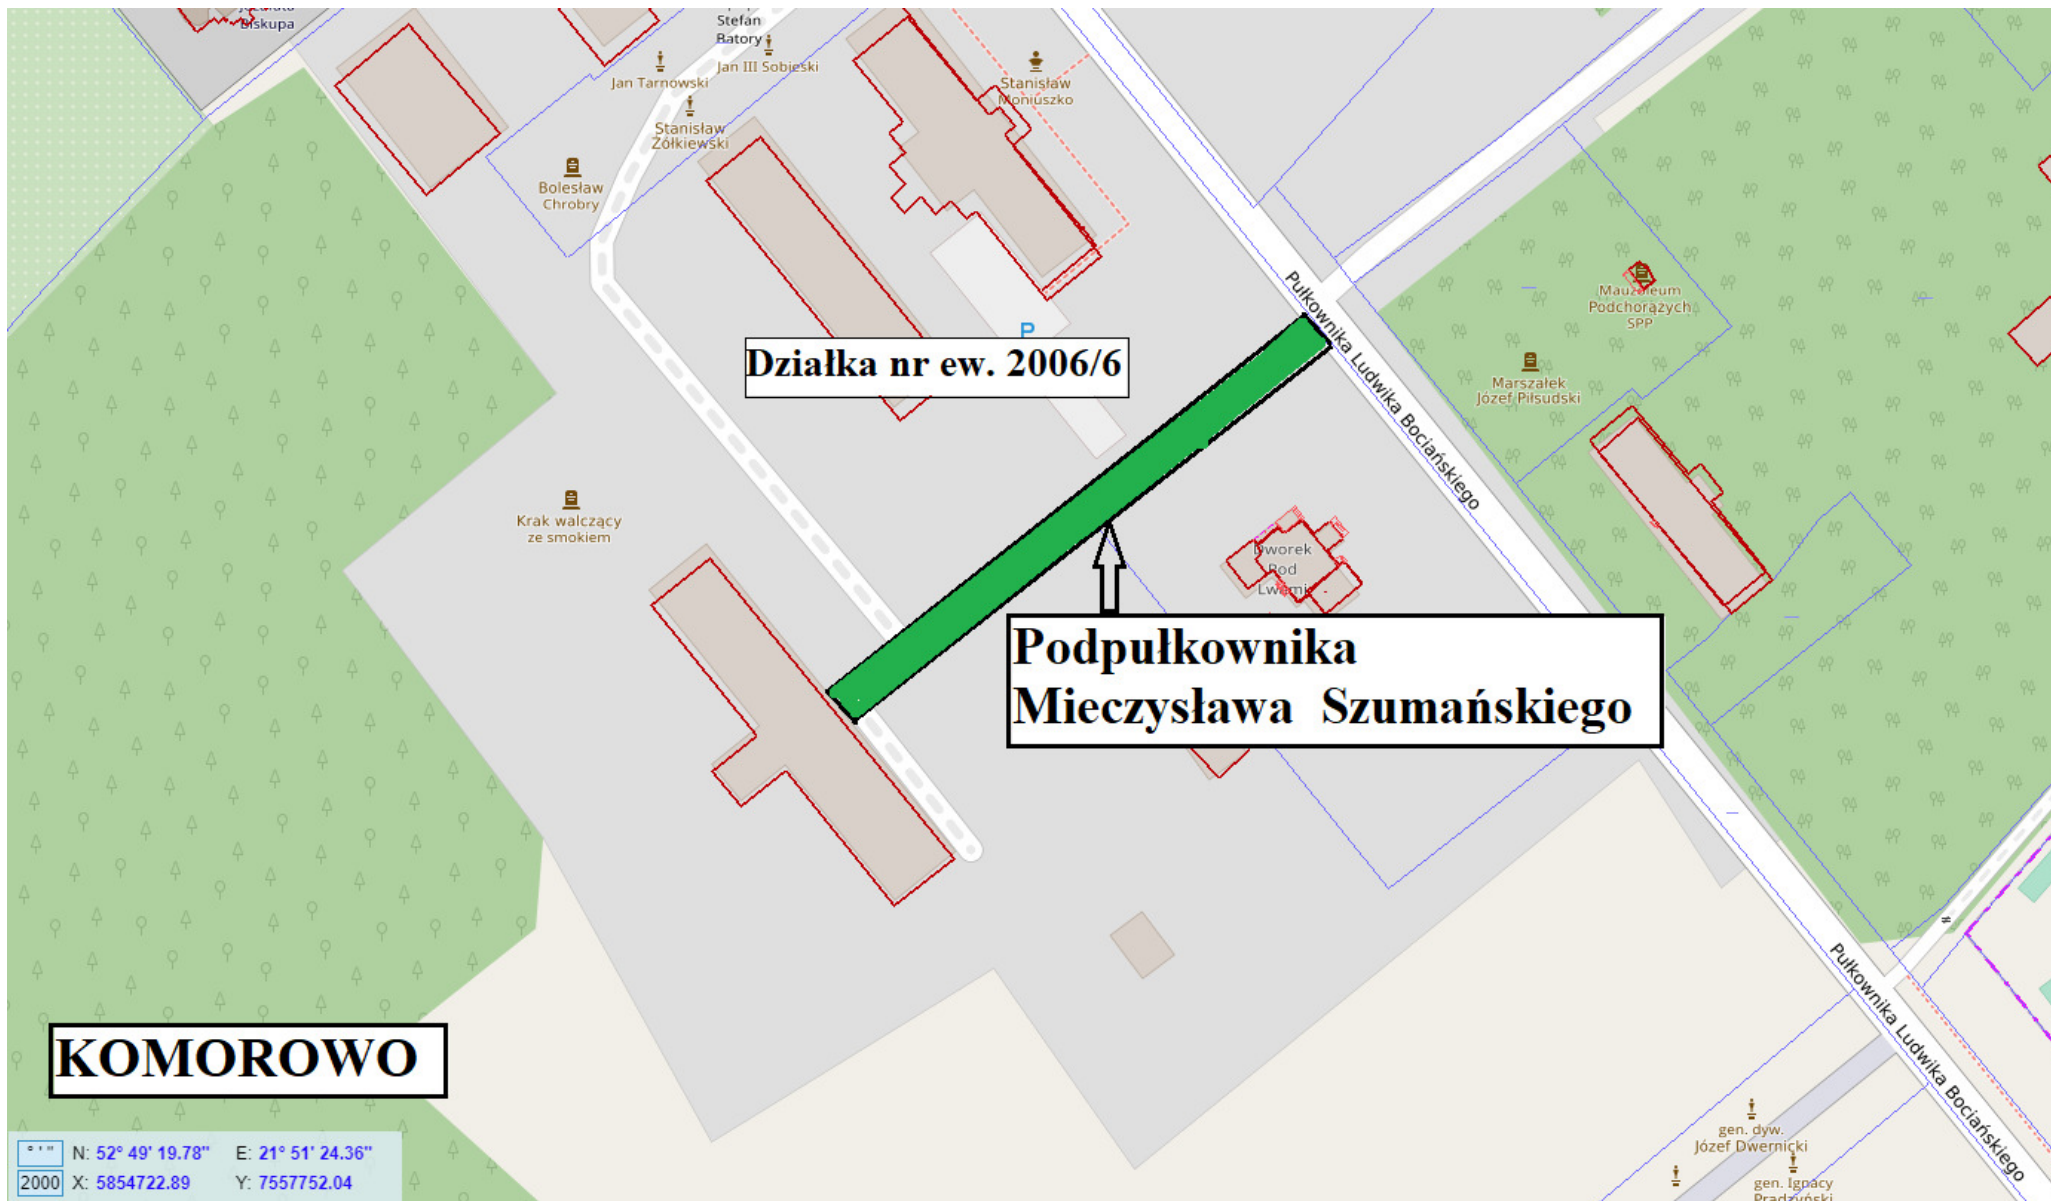 Biskupa
Stefan
Batory
Jan III Sobieski
Jan Tarnowski
Stanisław
Moniuszko
Stanisław
Żółkiewski
Bolesław
Chrobry
Mauzoleum
Podchorążych
SPP
Pułkownika Ludwika Bociańskiego
P
Działka nr ew. 2006/6
Marszałek
Józef Piłsudski
Krak walczący
ze smokiem
Dworek
Pod
Lwami
Podpułkownika
Mieczysława Szumańskiego
Pułkownika Ludwika Bociańskiego
KOMOROWO
gen. dyw.
Józef Dwernicki
gen. Ignacy
Prądzyński
° ' " N: 52° 49' 19.78" E: 21° 51' 24.36"
2000 X: 5854722.89 Y: 7557752.04